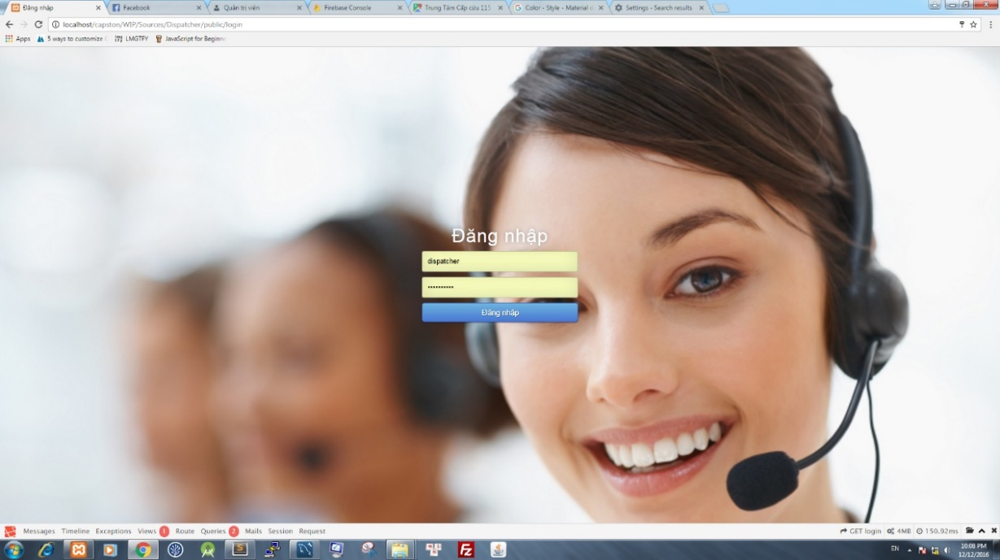 Đăng nhập
Facebook
Quản trị viên
Firebase Console
Trung Tâm Cấp cứu 115
Color - Style - Material
Settings - Search results
localhost/capston/WIP/Sources/Dispatcher/public/login
Apps
5 ways to customize
LMGTFY
JavaScript for Beginne
Đăng nhập
dispatcher
••••••••••
Đăng nhập
Messages Timeline Exceptions Views 1 Route Queries 2 Mails Session Request
GET login 4MB 150.92ms
EN
10:08 PM
12/12/2016